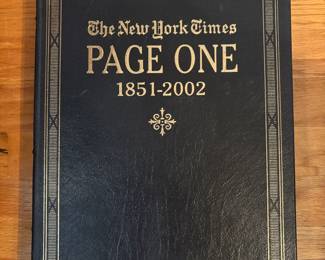 The New York Times
PAGE ONE
1851-2002